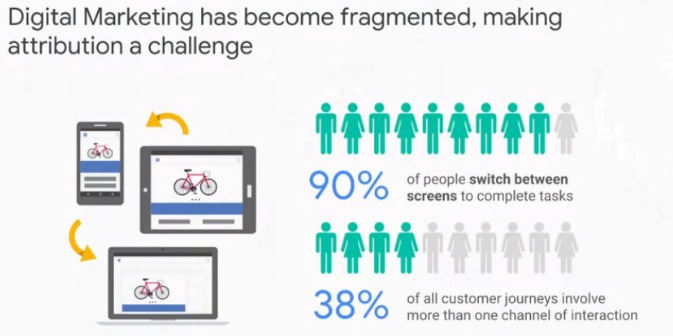 Digital Marketing has become fragmented, making
attribution a challenge
90%
of people switch between
screens to complete tasks
38%
of all customer journeys involve
more than one channel of interaction